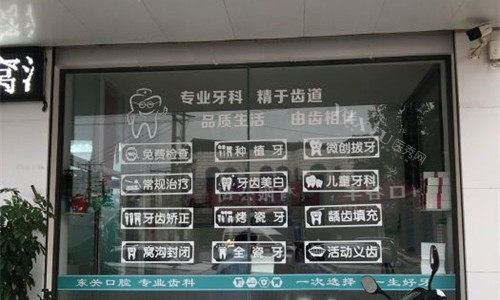 专业牙科 精于齿道
品质生活 由齿相伴
免费检查 种植牙 微创拔牙
常规治疗 牙齿美白 儿童牙科
牙齿矫正 烤瓷牙 龋齿填充
窝沟封闭 全瓷牙 活动义齿
东关口腔 专业齿科 一次选择 一生好牙